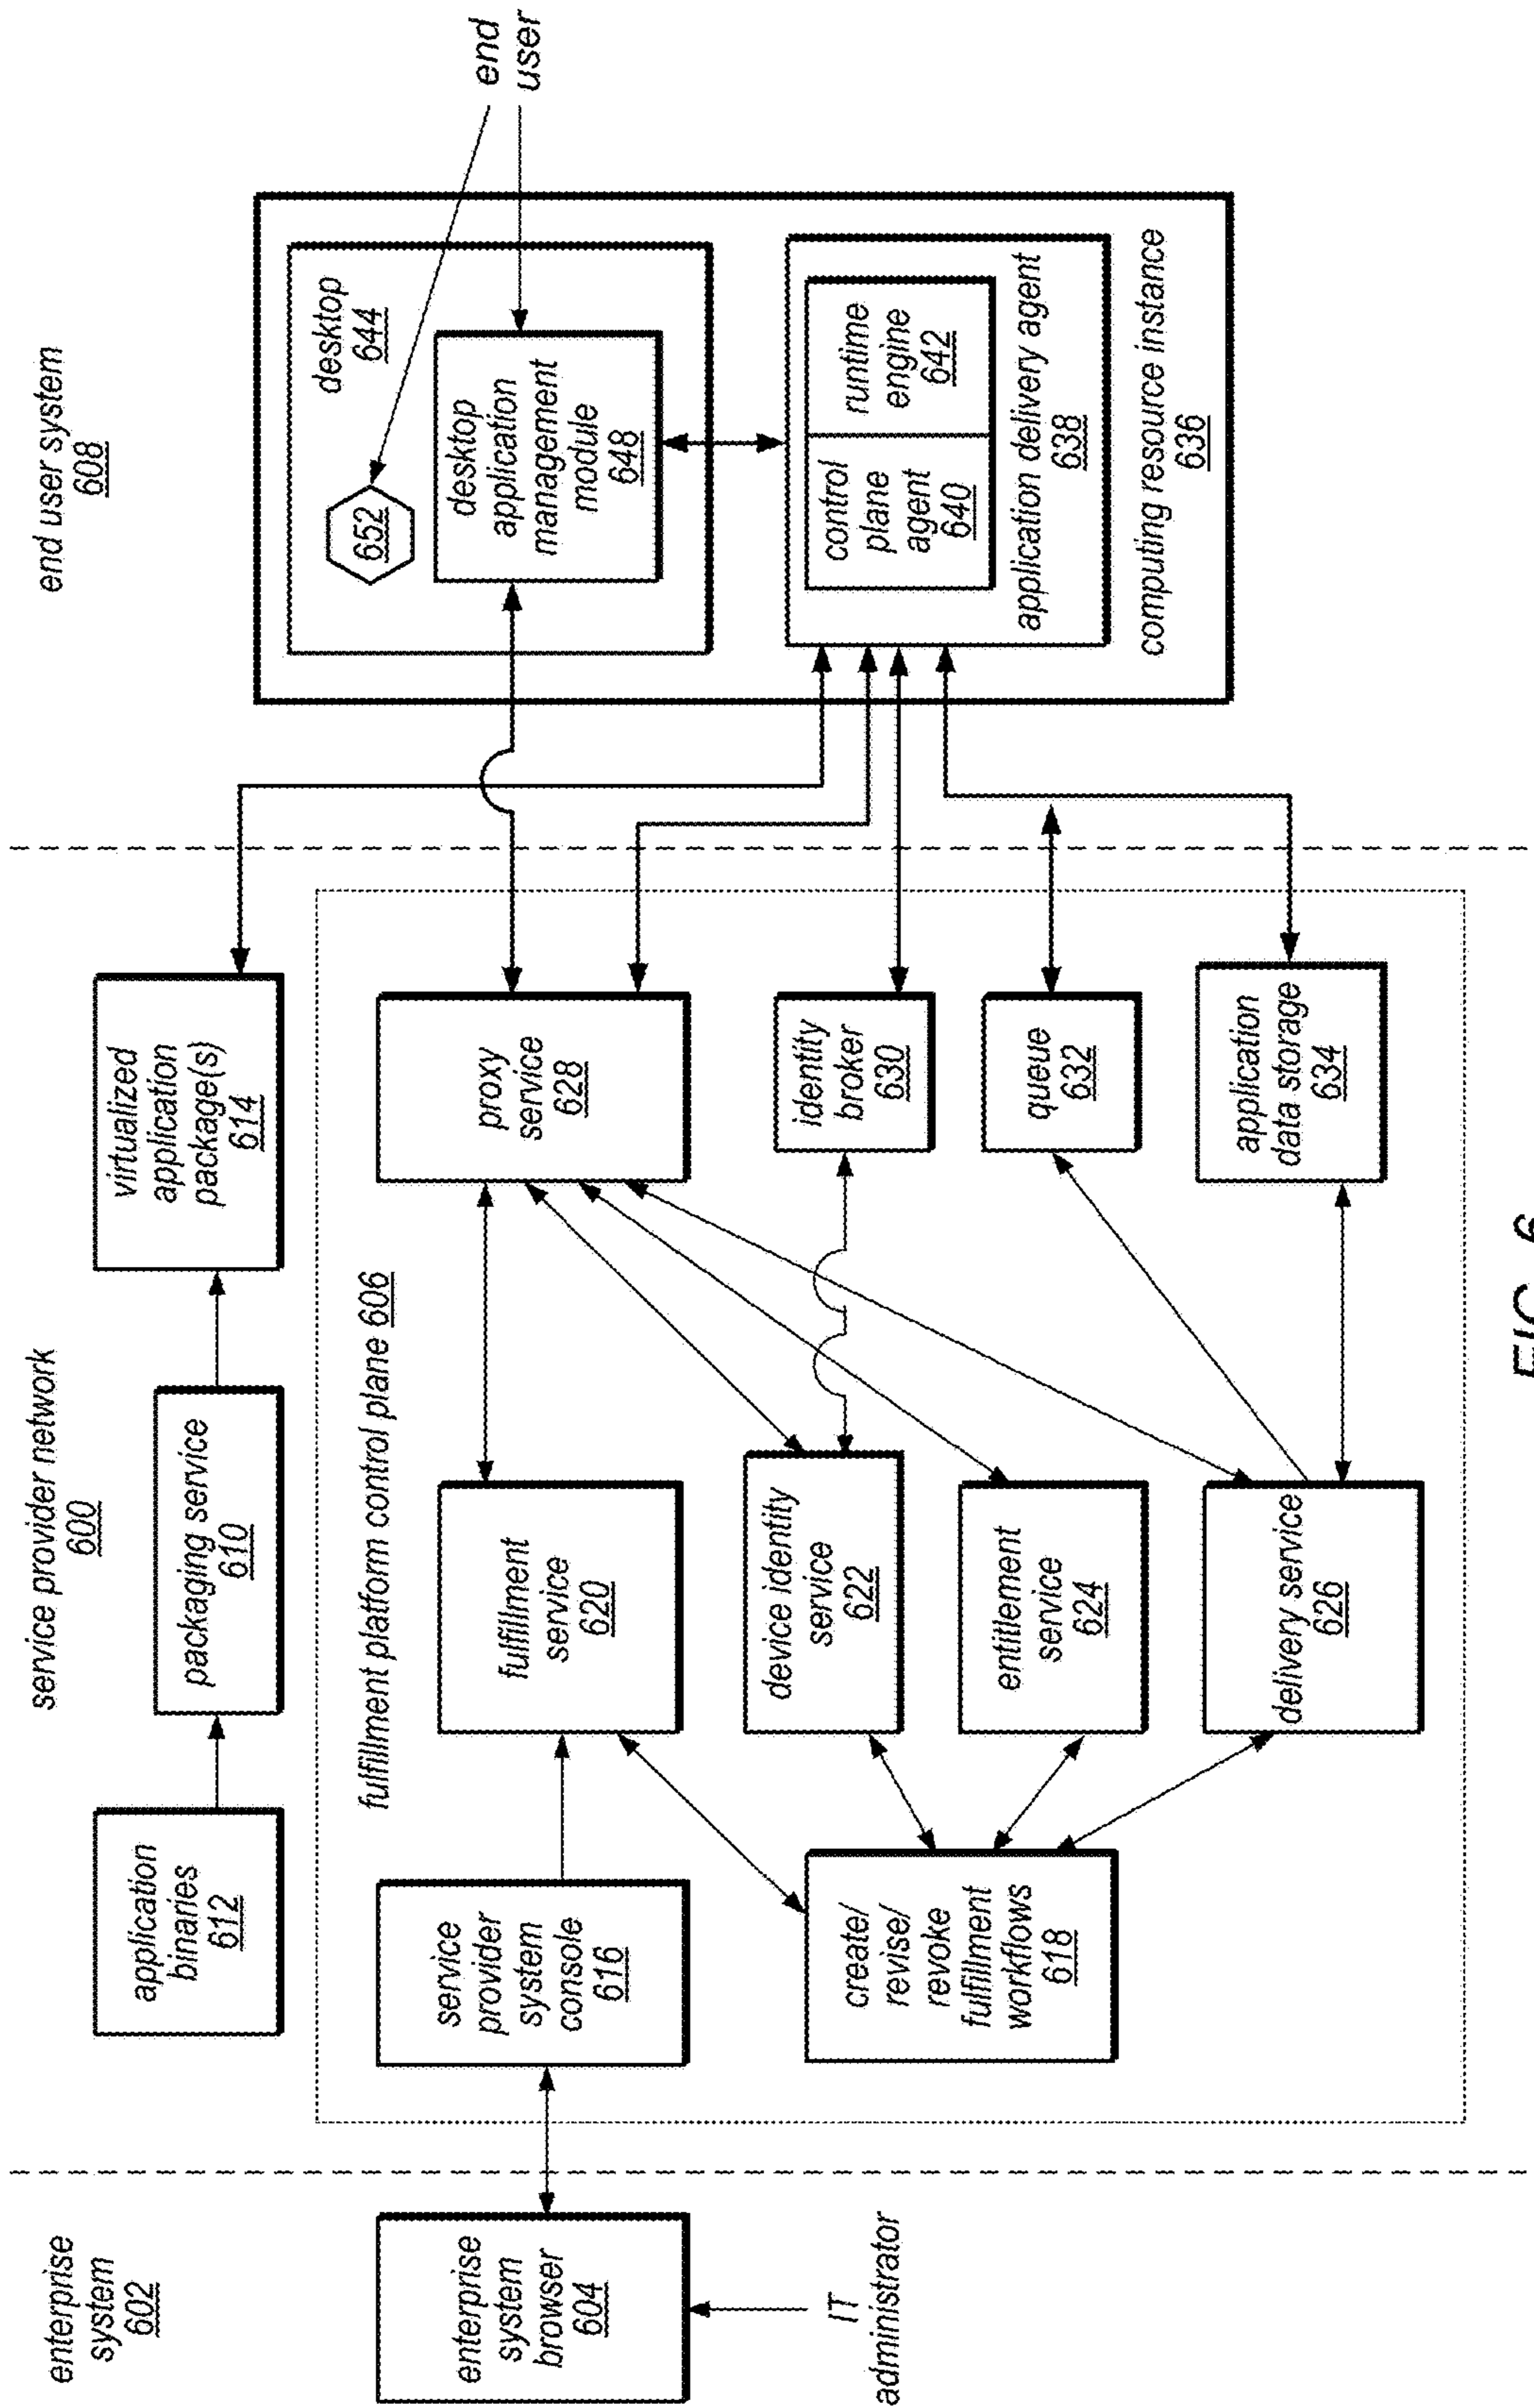 enterprise
system
602
service provider network
600
end user system
608
application
binaries
612
packaging service
610
virtualized
application
package(s)
614
fulfillment platform control plane 606
enterprise
system
browser
604
IT
administrator
service
provider
system
console
616
create/
revise/
revoke
fulfillment
workflows
618
fulfillment
service
620
device identity
service
622
entitlement
service
624
delivery service
626
proxy
service
628
identity
broker
630
queue
632
application
data storage
634
desktop
644
652
desktop
application
management
module
648
control
plane
agent
640
runtime
engine
642
application delivery agent
638
computing resource instance
636
end
user
FIG. 6